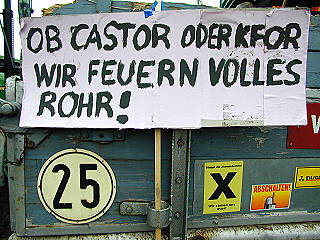 OB CASTOR ODER KFOR
WIR FEUERN VOLLES
ROHR!
25
X
ABSCHALTEN!